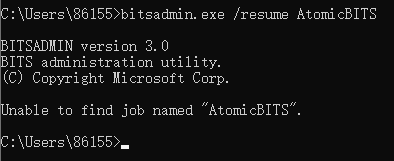 C:\Users\86155>bitsadmin.exe /resume AtomicBITS
BITSADMIN version 3.0
BITS administration utility.
(C) Copyright Microsoft Corp.
Unable to find job named "AtomicBITS".
C:\Users\86155>